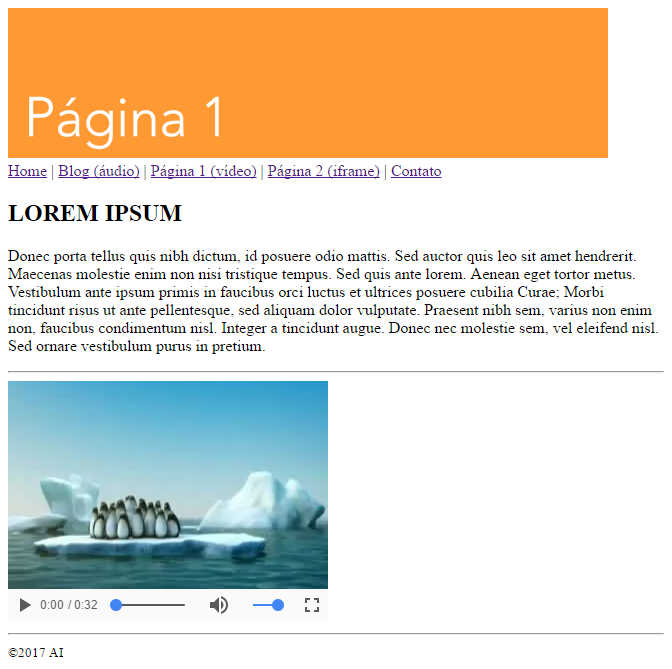 Página 1
Home | Blog (áudio) | Página 1 (vídeo) | Página 2 (iframe) | Contato
LOREM IPSUM
Donec porta tellus quis nibh dictum, id posuere odio mattis. Sed auctor quis leo sit amet hendrerit.
Maecenas molestie enim non nisi tristique tempus. Sed quis ante lorem. Aenean eget tortor metus.
Vestibulum ante ipsum primis in faucibus orci luctus et ultrices posuere cubilia Curae; Morbi
tincidunt risus ut ante pellentesque, sed aliquam dolor vulputate. Praesent nibh sem, varius non enim
non, faucibus condimentum nisl. Integer a tincidunt augue. Donec nec molestie sem, vel eleifend nisl.
Sed ornare vestibulum purus in pretium.
0:00 / 0:32
©2017 AI